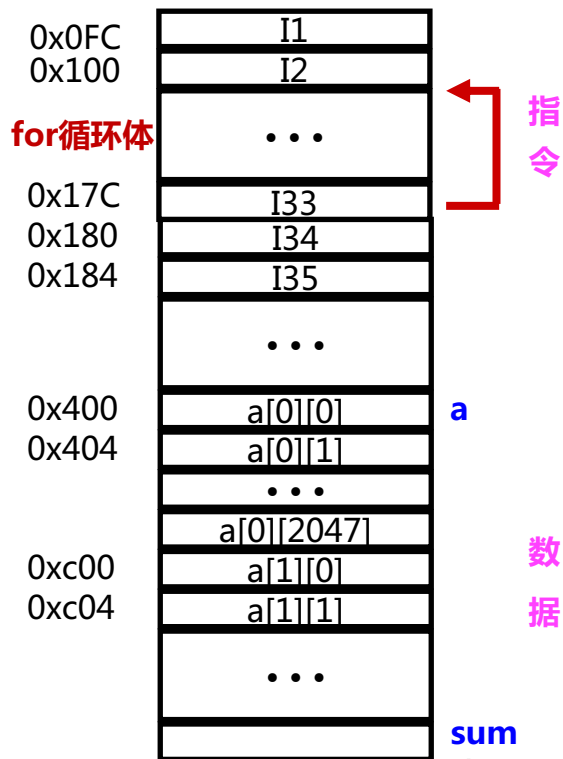 0x0FC I1
0x100 I2
for循环体 • • •
指
令
0x17C I33
0x180 I34
0x184 I35
• • •
0x400 a[0][0] a
0x404 a[0][1]
• • •
a[0][2047]
0xc00 a[1][0]
0xc04 a[1][1]
数
据
• • •
sum